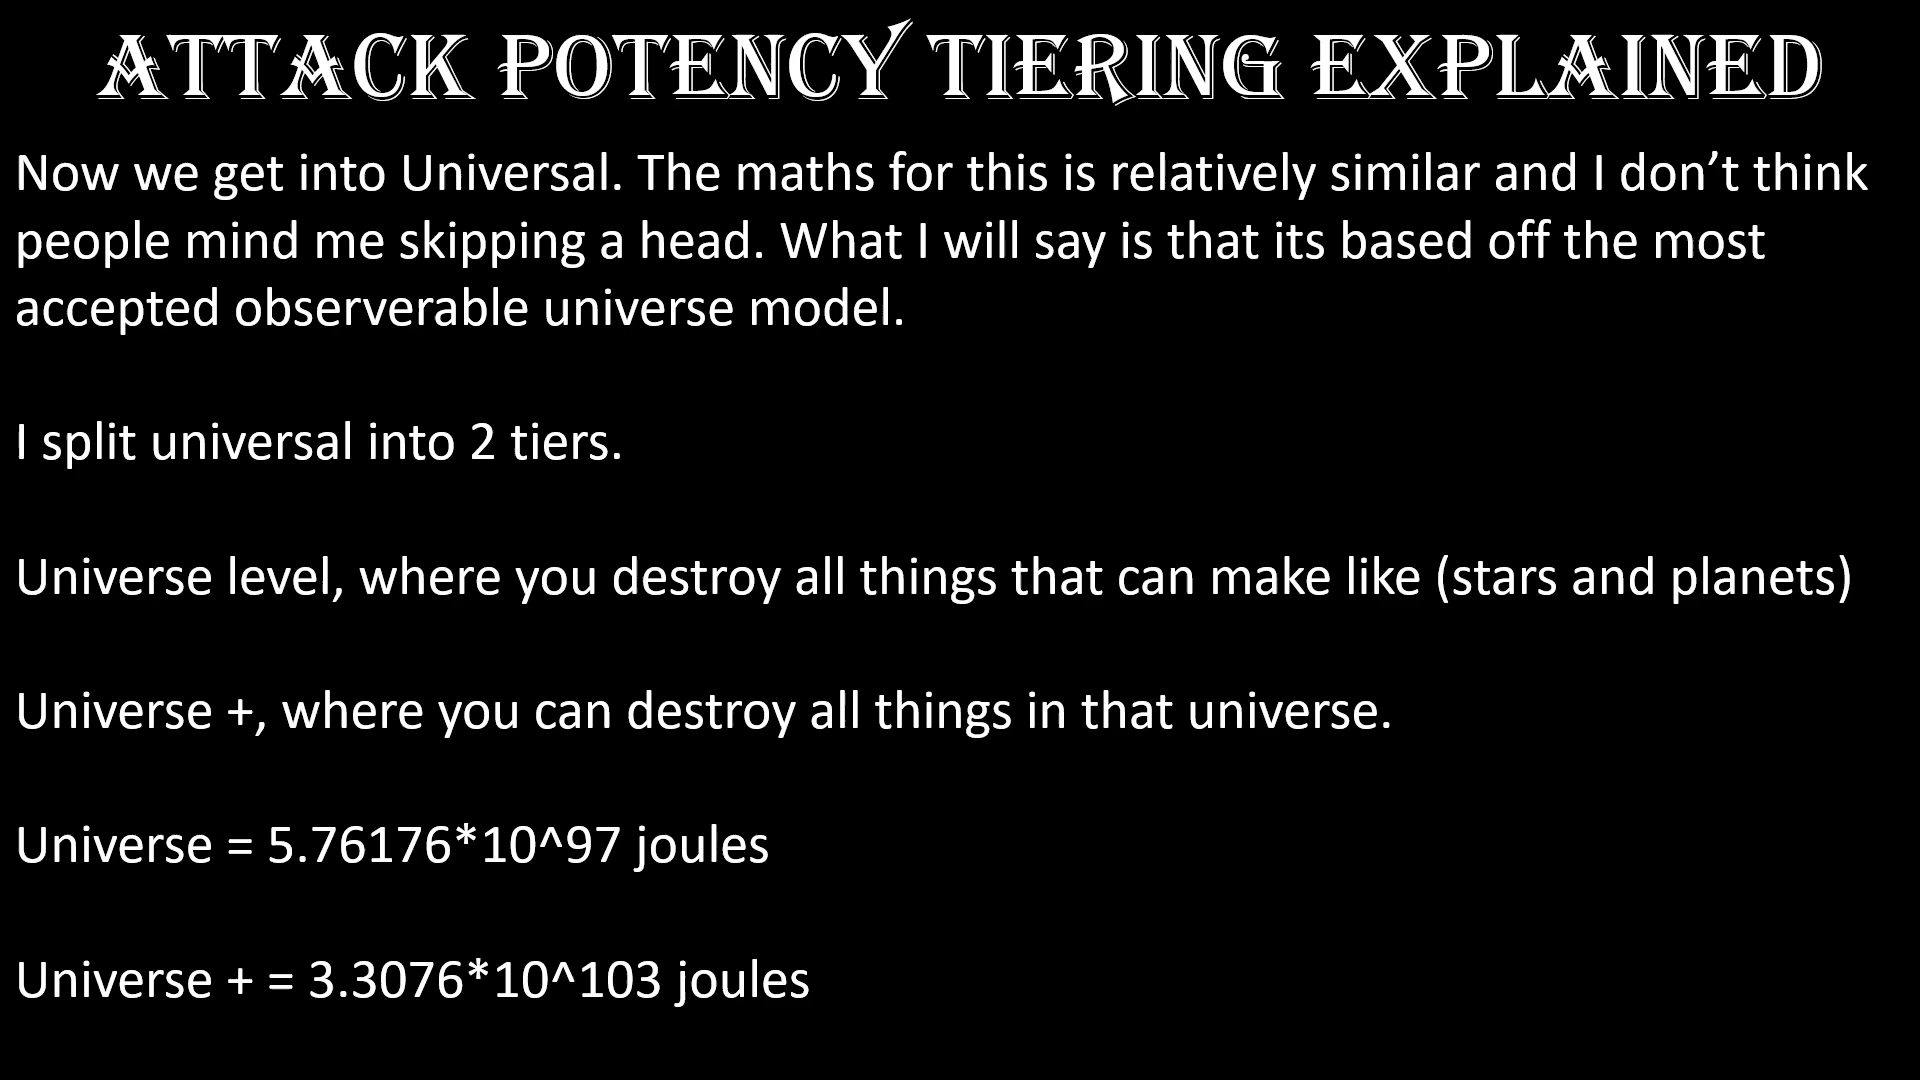 ATTACK POTENCY TIERING EXPLAINED
Now we get into Universal. The maths for this is relatively similar and I don’t think
people mind me skipping a head. What I will say is that its based off the most
accepted observerable universe model.
I split universal into 2 tiers.
Universe level, where you destroy all things that can make like (stars and planets)
Universe +, where you can destroy all things in that universe.
Universe = 5.76176*10^97 joules
Universe + = 3.3076*10^103 joules